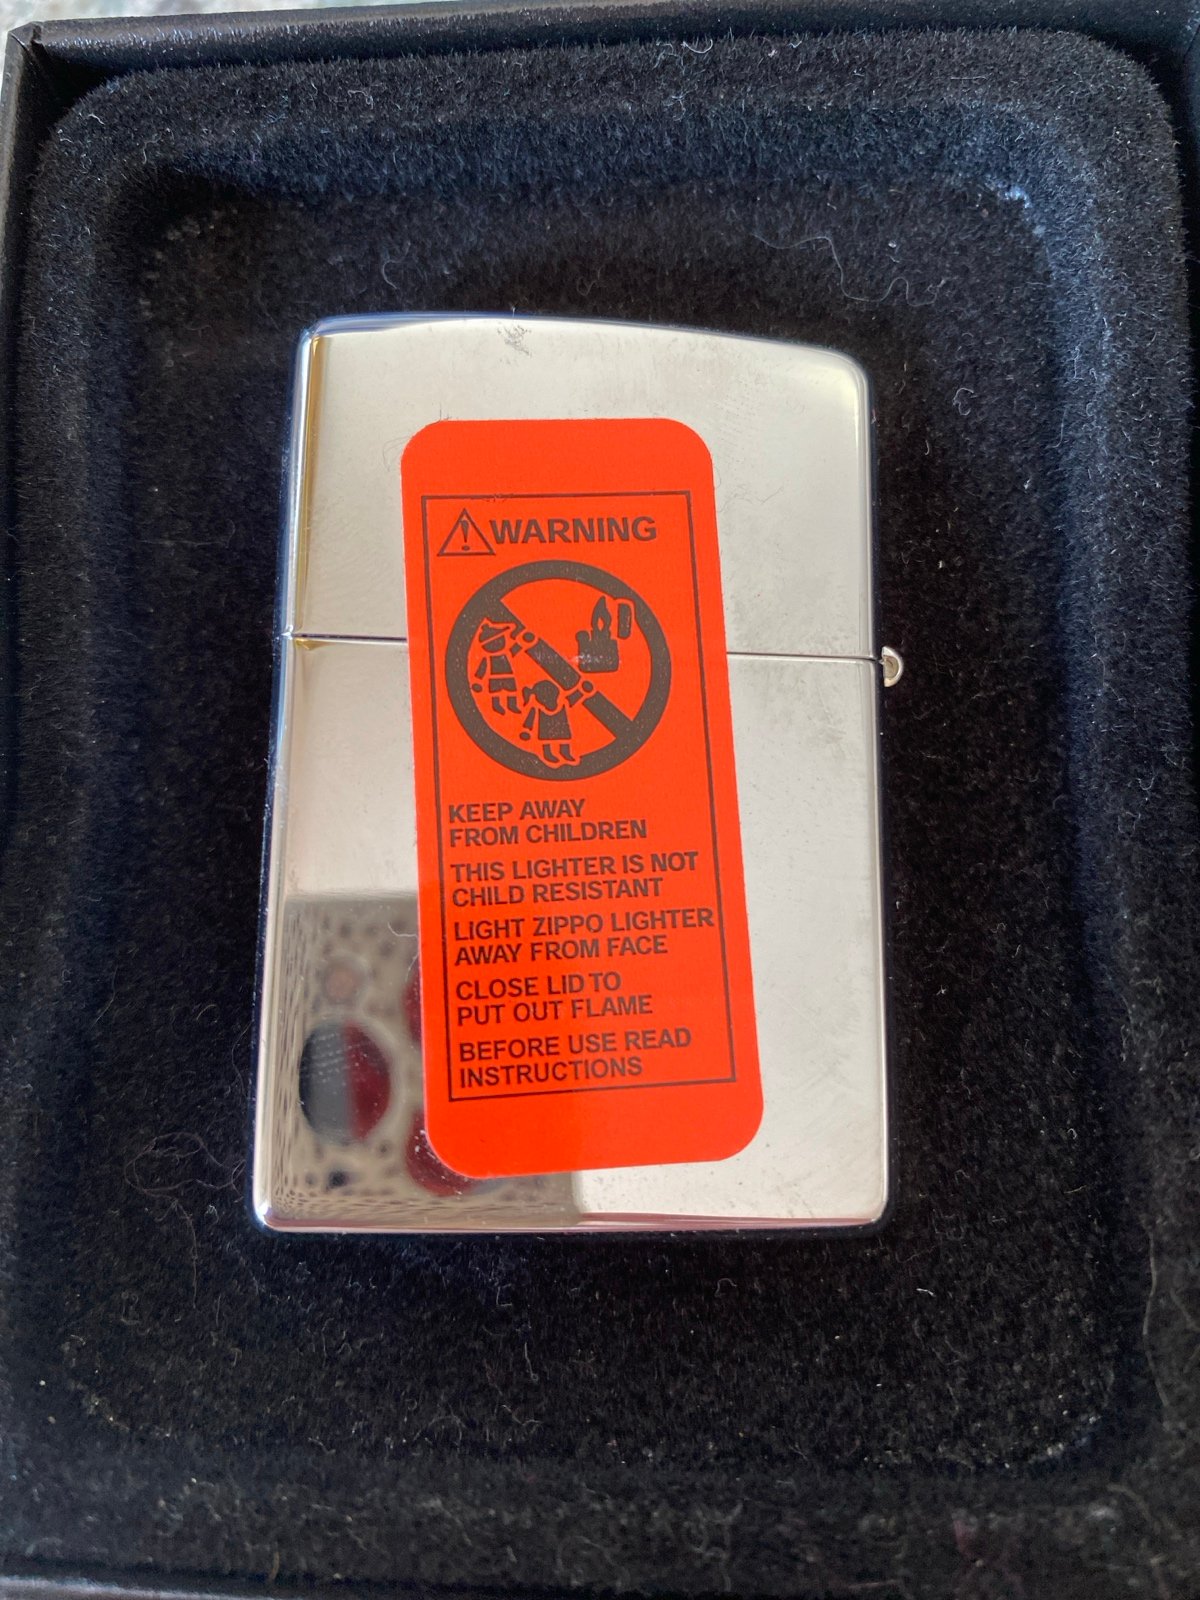 WARNING
KEEP AWAY
FROM CHILDREN
THIS LIGHTER IS NOT
CHILD RESISTANT
LIGHT ZIPPO LIGHTER
AWAY FROM FACE
CLOSE LID TO
PUT OUT FLAME
BEFORE USE READ
INSTRUCTIONS